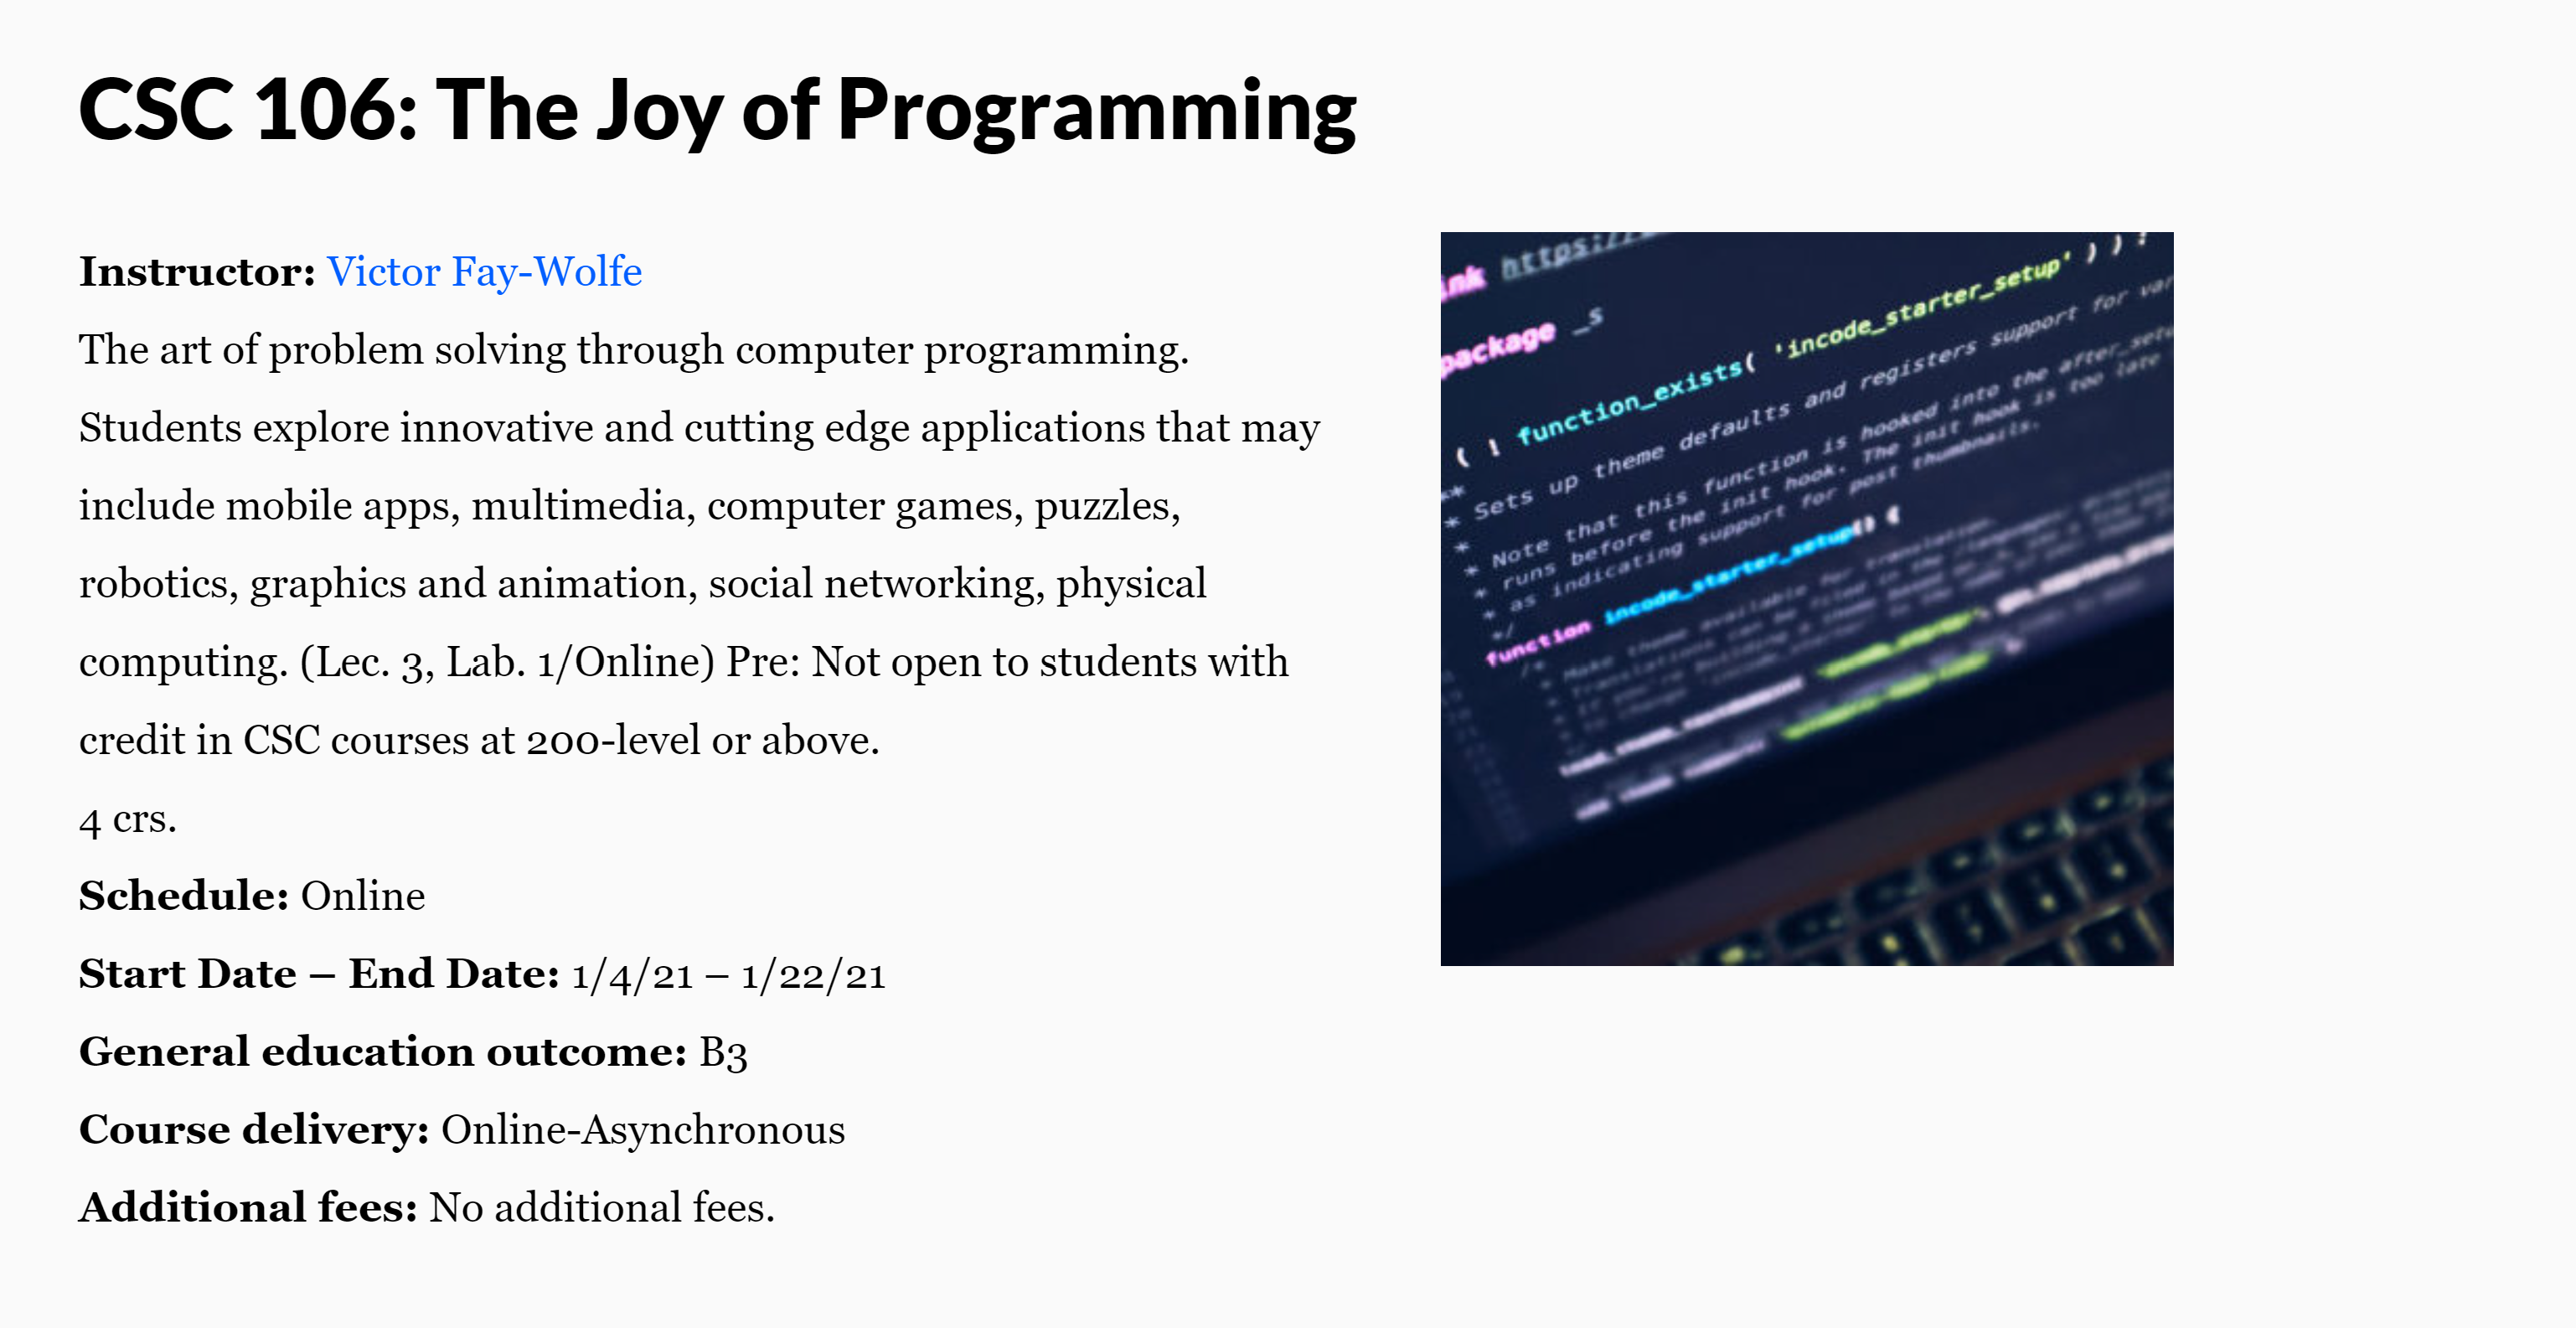 CSC 106: The Joy of Programming
Instructor: Victor Fay-Wolfe
The art of problem solving through computer programming.
Students explore innovative and cutting edge applications that may
include mobile apps, multimedia, computer games, puzzles,
robotics, graphics and animation, social networking, physical
computing. (Lec. 3, Lab. 1/Online) Pre: Not open to students with
credit in CSC courses at 200-level or above.
4 crs.
Schedule: Online
Start Date – End Date: 1/4/21 – 1/22/21
General education outcome: B3
Course delivery: Online-Asynchronous
Additional fees: No additional fees.
ink https://
package _s
( ! function_exists( 'incode_starter_setup' ) ) :
**
* Sets up theme defaults and registers support for var
*
* Note that this function is hooked into the after_setu
* runs before the init hook. The init hook is too late
* as indicating support for post thumbnails.
*/
function incode_starter_setup() {
/*
* Make theme available for translation.